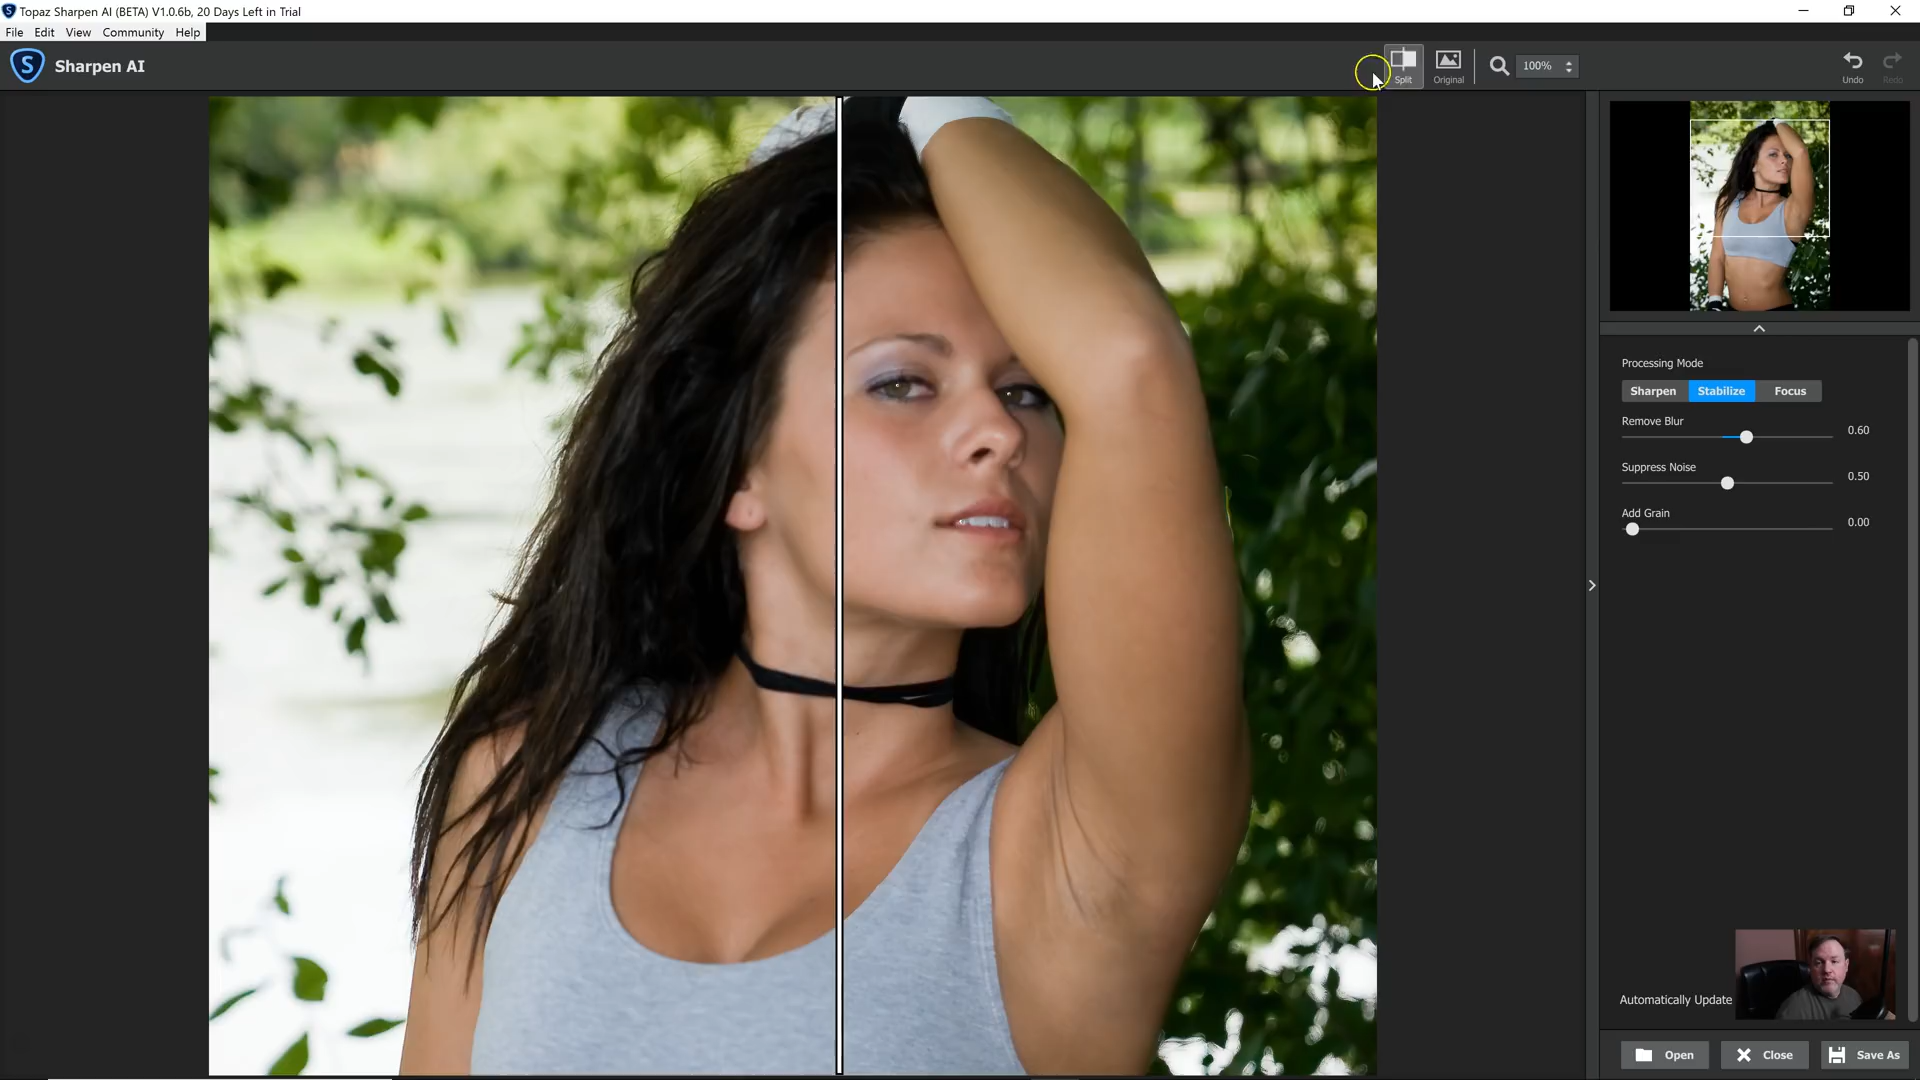 Topaz Sharpen AI (BETA) V1.0.6b, 20 Days Left in Trial
File Edit View Community Help
S Sharpen AI
Split Original 100% Undo Redo
Processing Mode
Sharpen Stabilize Focus
Remove Blur 0.60
Suppress Noise 0.50
Add Grain 0.00
Automatically Update
Open Close Save As